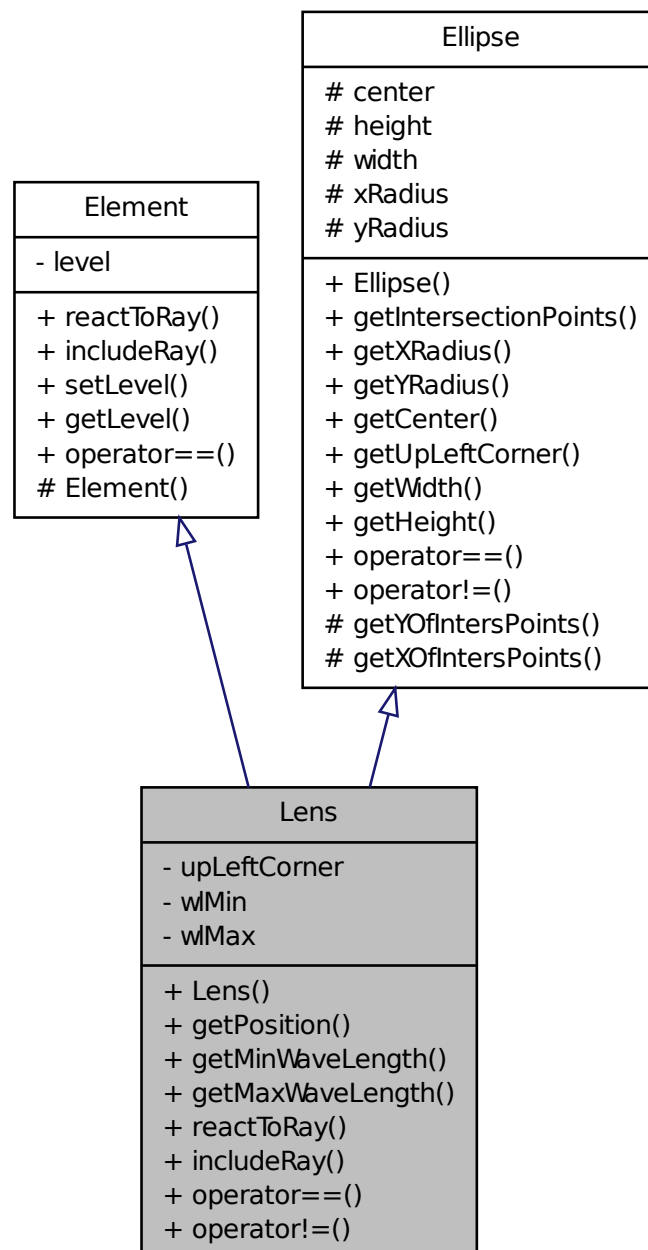 Ellipse
# center
# height
# width
# xRadius
# yRadius
+ Ellipse()
+ getIntersectionPoints()
+ getXRadius()
+ getYRadius()
+ getCenter()
+ getUpLeftCorner()
+ getWidth()
+ getHeight()
+ operator==()
+ operator!=()
# getYOfIntersPoints()
# getXOfIntersPoints()
Element
- level
+ reactToRay()
+ includeRay()
+ setLevel()
+ getLevel()
+ operator==()
# Element()
Lens
- upLeftCorner
- wlMin
- wlMax
+ Lens()
+ getPosition()
+ getMinWaveLength()
+ getMaxWaveLength()
+ reactToRay()
+ includeRay()
+ operator==()
+ operator!=()